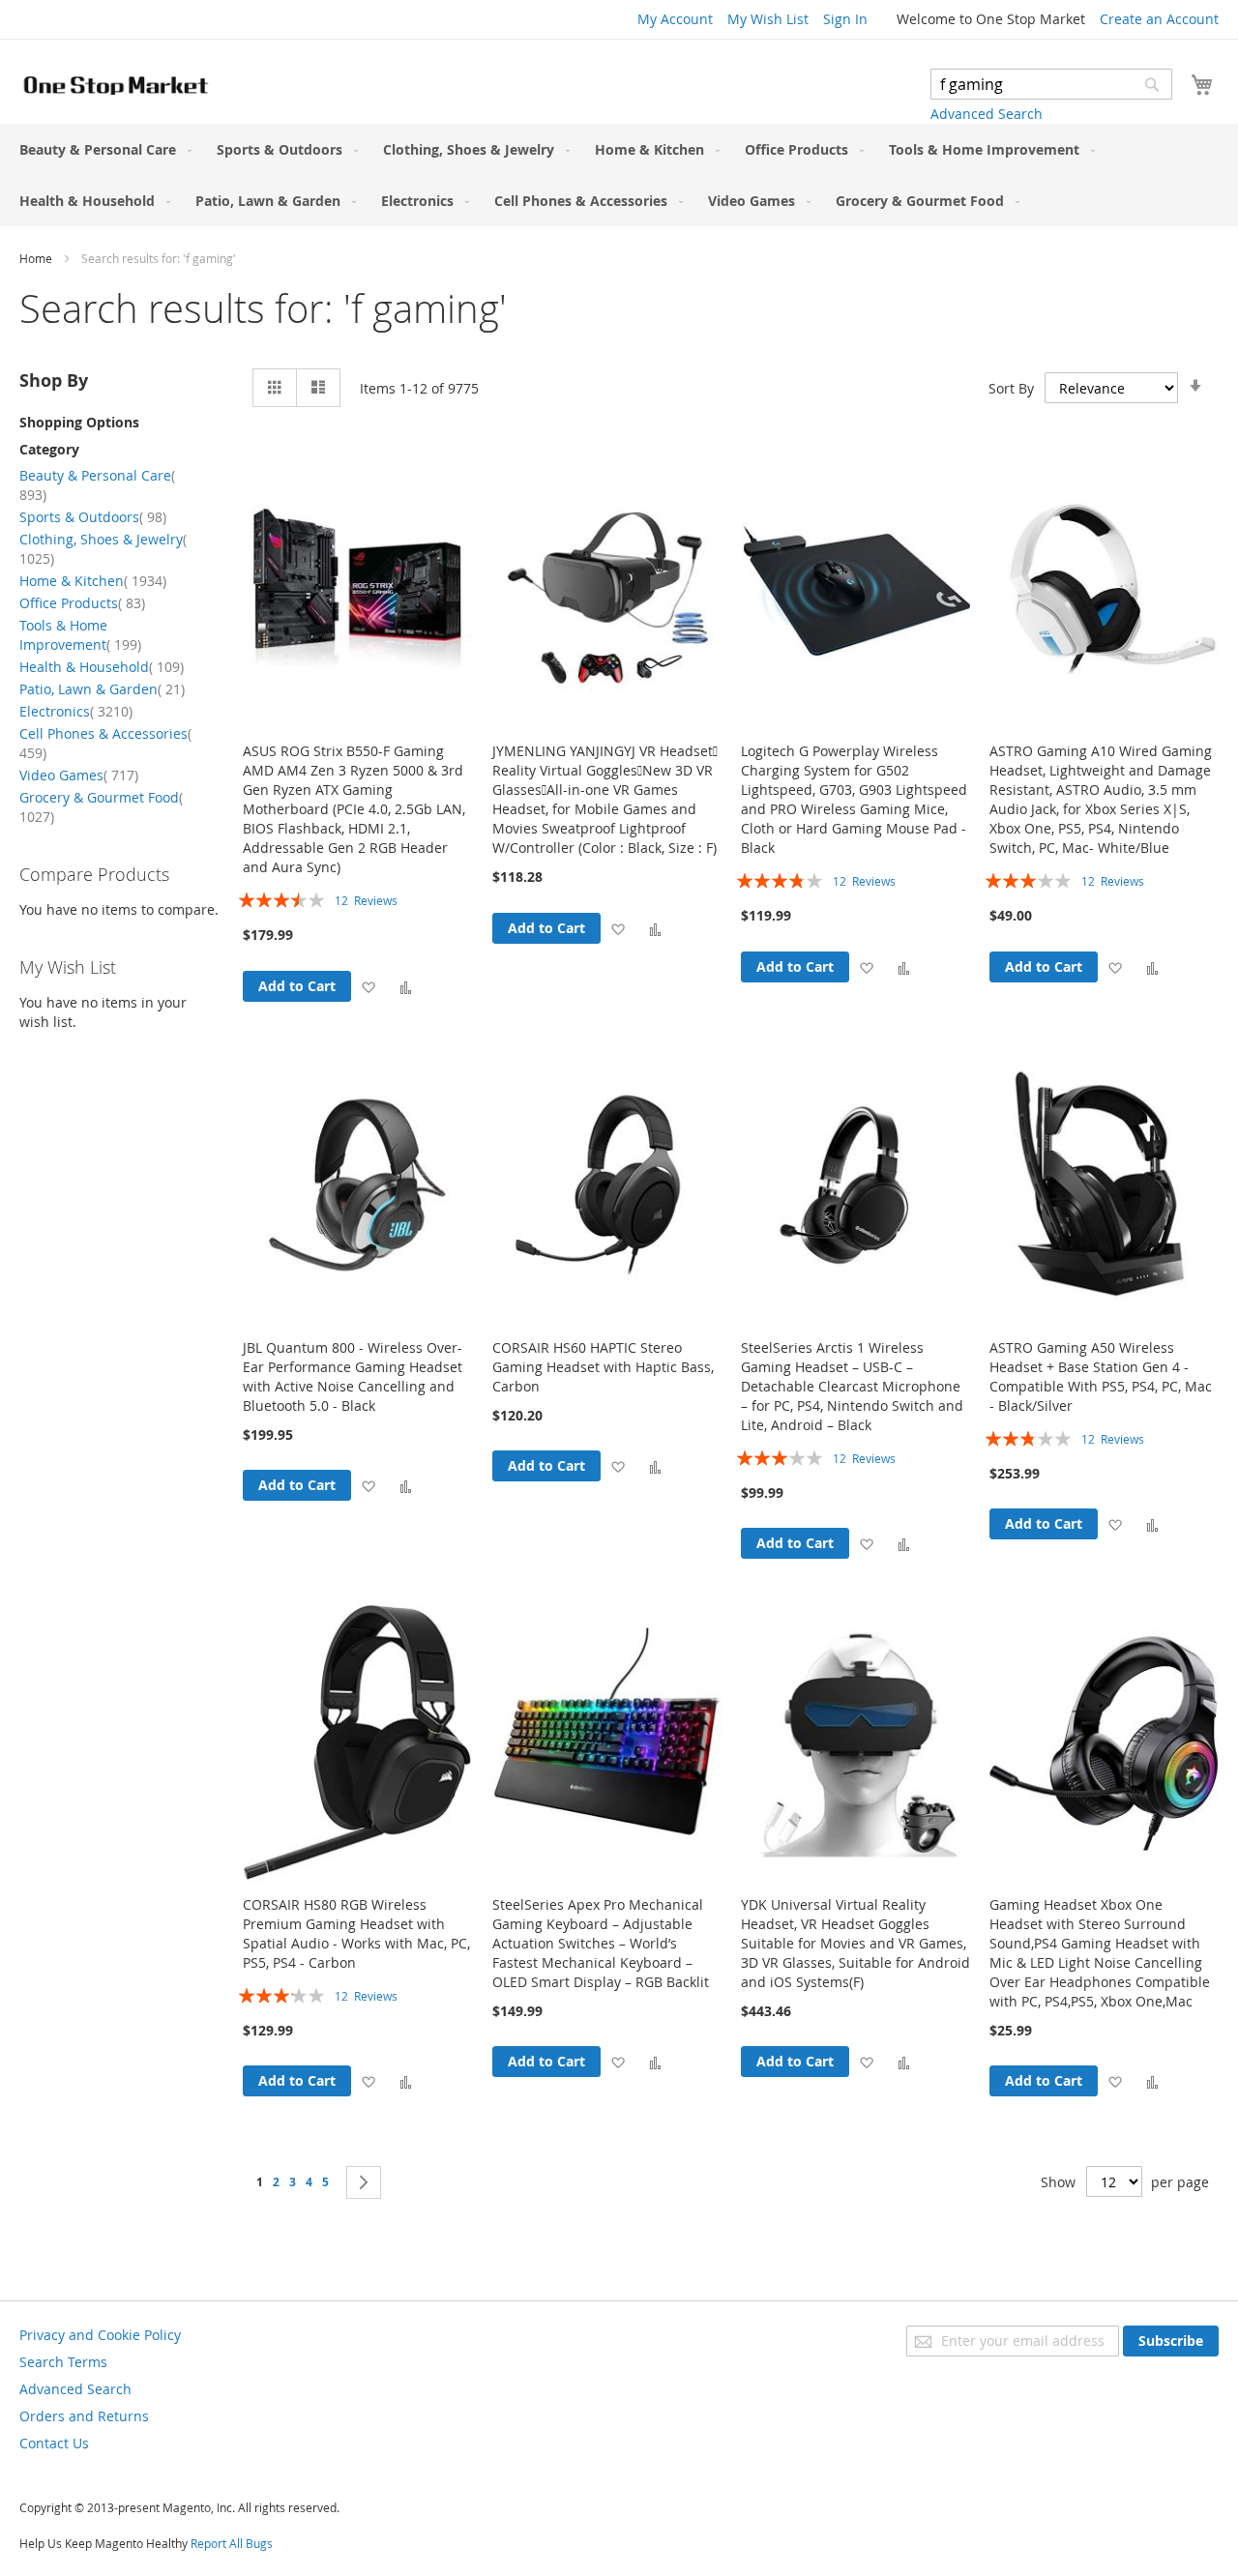 My Account My Wish List Sign In Welcome to One Stop Market Create an Account
One Stop Market
f gaming
Advanced Search
Beauty & Personal Care Sports & Outdoors Clothing, Shoes & Jewelry Home & Kitchen Office Products Tools & Home Improvement
Health & Household Patio, Lawn & Garden Electronics Cell Phones & Accessories Video Games Grocery & Gourmet Food
Home Search results for: 'f gaming'
Search results for: 'f gaming'
Shop By
Items 1-12 of 9775
Sort By Relevance
Shopping Options
Category
Beauty & Personal Care(
893)
Sports & Outdoors( 98)
Clothing, Shoes & Jewelry(
1025)
Home & Kitchen( 1934)
Office Products( 83)
Tools & Home
Improvement( 199)
Health & Household( 109)
Patio, Lawn & Garden( 21)
Electronics( 3210)
Cell Phones & Accessories(
459)
Video Games( 717)
Grocery & Gourmet Food(
1027)
Compare Products
You have no items to compare.
My Wish List
You have no items in your
wish list.
ASUS ROG Strix B550-F Gaming
AMD AM4 Zen 3 Ryzen 5000 & 3rd
Gen Ryzen ATX Gaming
Motherboard (PCIe 4.0, 2.5Gb LAN,
BIOS Flashback, HDMI 2.1,
Addressable Gen 2 RGB Header
and Aura Sync)
12 Reviews
$179.99
Add to Cart
JYMENLING YANJINGYJ VR Headset
Reality Virtual Goggles New 3D VR
Glasses All-in-one VR Games
Headset, for Mobile Games and
Movies Sweatproof Lightproof
W/Controller (Color : Black, Size : F)
$118.28
Add to Cart
Logitech G Powerplay Wireless
Charging System for G502
Lightspeed, G703, G903 Lightspeed
and PRO Wireless Gaming Mice,
Cloth or Hard Gaming Mouse Pad -
Black
12 Reviews
$119.99
Add to Cart
ASTRO Gaming A10 Wired Gaming
Headset, Lightweight and Damage
Resistant, ASTRO Audio, 3.5 mm
Audio Jack, for Xbox Series X|S,
Xbox One, PS5, PS4, Nintendo
Switch, PC, Mac- White/Blue
12 Reviews
$49.00
Add to Cart
JBL
JBL Quantum 800 - Wireless Over-
Ear Performance Gaming Headset
with Active Noise Cancelling and
Bluetooth 5.0 - Black
$199.95
Add to Cart
CORSAIR HS60 HAPTIC Stereo
Gaming Headset with Haptic Bass,
Carbon
$120.20
Add to Cart
SteelSeries Arctis 1 Wireless
Gaming Headset – USB-C –
Detachable Clearcast Microphone
– for PC, PS4, Nintendo Switch and
Lite, Android – Black
12 Reviews
$99.99
Add to Cart
ASTRO Gaming A50 Wireless
Headset + Base Station Gen 4 -
Compatible With PS5, PS4, PC, Mac
- Black/Silver
12 Reviews
$253.99
Add to Cart
CORSAIR HS80 RGB Wireless
Premium Gaming Headset with
Spatial Audio - Works with Mac, PC,
PS5, PS4 - Carbon
12 Reviews
$129.99
Add to Cart
SteelSeries Apex Pro Mechanical
Gaming Keyboard – Adjustable
Actuation Switches – World’s
Fastest Mechanical Keyboard –
OLED Smart Display – RGB Backlit
$149.99
Add to Cart
YDK Universal Virtual Reality
Headset, VR Headset Goggles
Suitable for Movies and VR Games,
3D VR Glasses, Suitable for Android
and iOS Systems(F)
$443.46
Add to Cart
Gaming Headset Xbox One
Headset with Stereo Surround
Sound,PS4 Gaming Headset with
Mic & LED Light Noise Cancelling
Over Ear Headphones Compatible
with PC, PS4,PS5, Xbox One,Mac
$25.99
Add to Cart
1 2 3 4 5
Show 12 per page
Privacy and Cookie Policy
Search Terms
Advanced Search
Orders and Returns
Contact Us
Enter your email address Subscribe
Copyright © 2013-present Magento, Inc. All rights reserved.
Help Us Keep Magento Healthy Report All Bugs